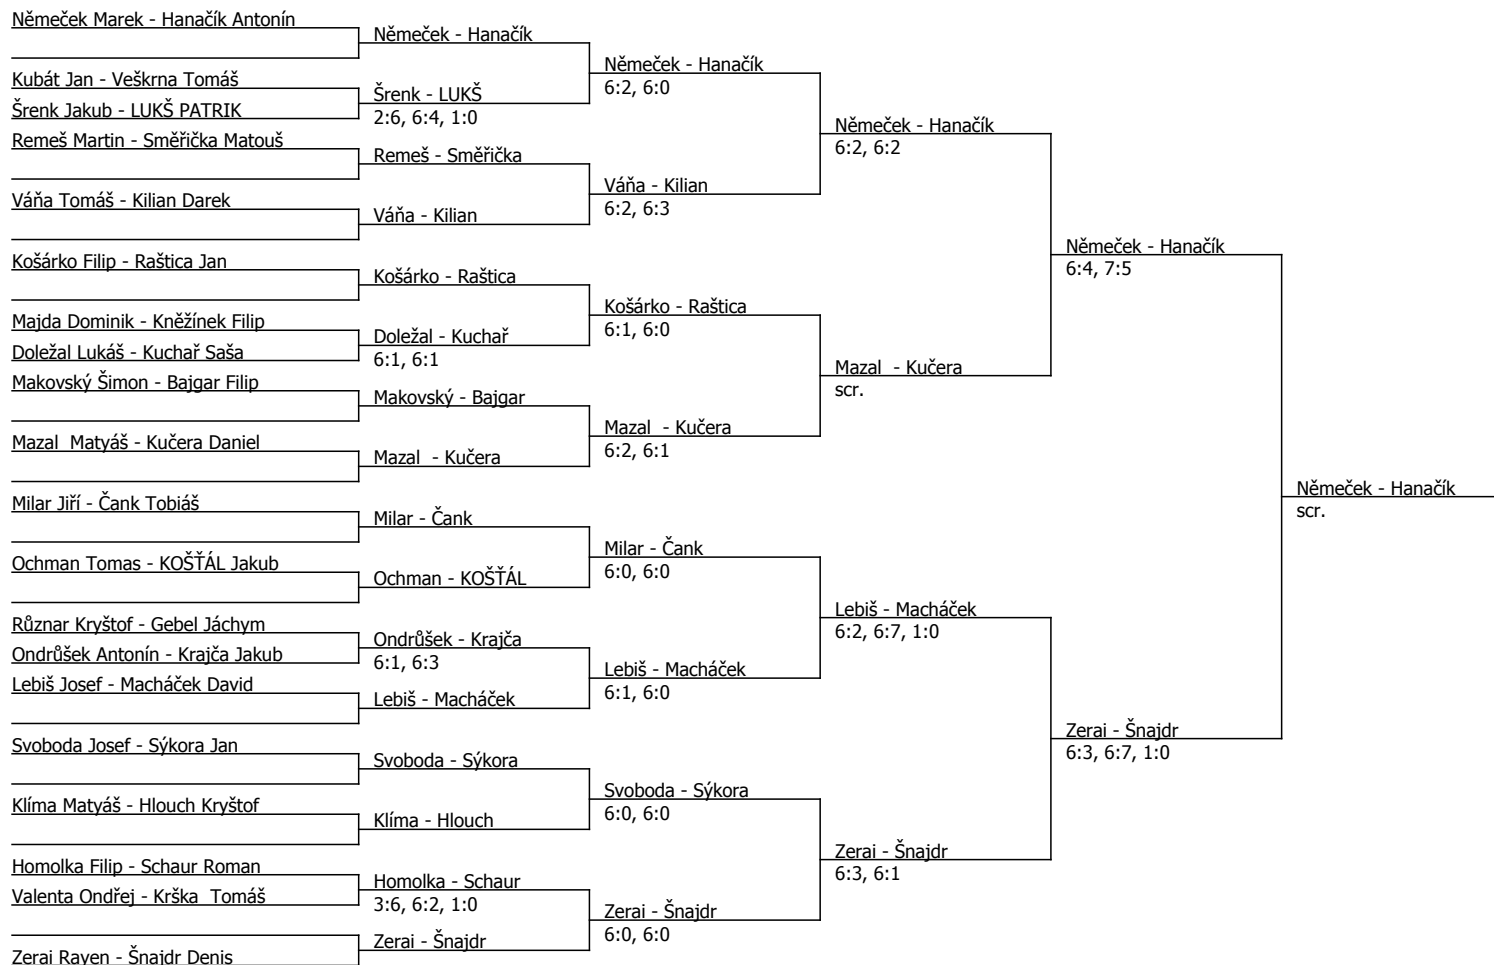 Němeček Marek - Hanačík Antonín
Kubát Jan - Veškrna Tomáš
Šrenk Jakub - LUKŠ PATRIK
Remeš Martin - Směřička Matouš
Váňa Tomáš - Kilian Darek
Košárko Filip - Raštica Jan
Majda Dominik - Kněžínek Filip
Doležal Lukáš - Kuchař Saša
Makovský Šimon - Bajgar Filip
Mazal  Matyáš - Kučera Daniel
Milar Jiří - Čank Tobiáš
Ochman Tomas - KOŠŤÁL Jakub
Různar Kryštof - Gebel Jáchym
Ondrůšek Antonín - Krajča Jakub
Lebiš Josef - Macháček David
Svoboda Josef - Sýkora Jan
Klíma Matyáš - Hlouch Kryštof
Homolka Filip - Schaur Roman
Valenta Ondřej - Krška  Tomáš
Zerai Rayen - Šnajdr Denis
Němeček - Hanačík
Šrenk - LUKŠ
2:6, 6:4, 1:0
Remeš - Směřička
Váňa - Kilian
Košárko - Raštica
Doležal - Kuchař
6:1, 6:1
Makovský - Bajgar
Mazal  - Kučera
Milar - Čank
Ochman - KOŠŤÁL
Ondrůšek - Krajča
6:1, 6:3
Lebiš - Macháček
Svoboda - Sýkora
Klíma - Hlouch
Homolka - Schaur
3:6, 6:2, 1:0
Zerai - Šnajdr
Němeček - Hanačík
6:2, 6:0
Váňa - Kilian
6:2, 6:3
Košárko - Raštica
6:1, 6:0
Mazal  - Kučera
6:2, 6:1
Milar - Čank
6:0, 6:0
Lebiš - Macháček
6:1, 6:0
Svoboda - Sýkora
6:0, 6:0
Zerai - Šnajdr
6:0, 6:0
Němeček - Hanačík
6:2, 6:2
Mazal  - Kučera
scr.
Lebiš - Macháček
6:2, 6:7, 1:0
Zerai - Šnajdr
6:3, 6:1
Němeček - Hanačík
6:4, 7:5
Zerai - Šnajdr
6:3, 6:7, 1:0
Němeček - Hanačík
scr.